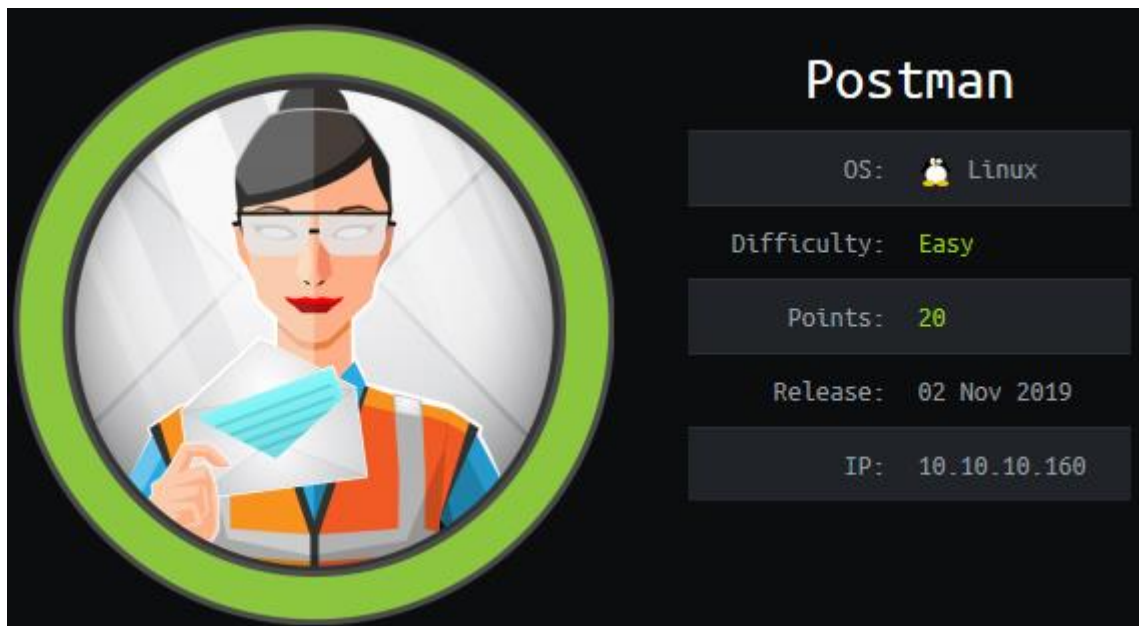 Postman
OS: Linux
Difficulty: Easy
Points: 20
Release: 02 Nov 2019
IP: 10.10.10.160